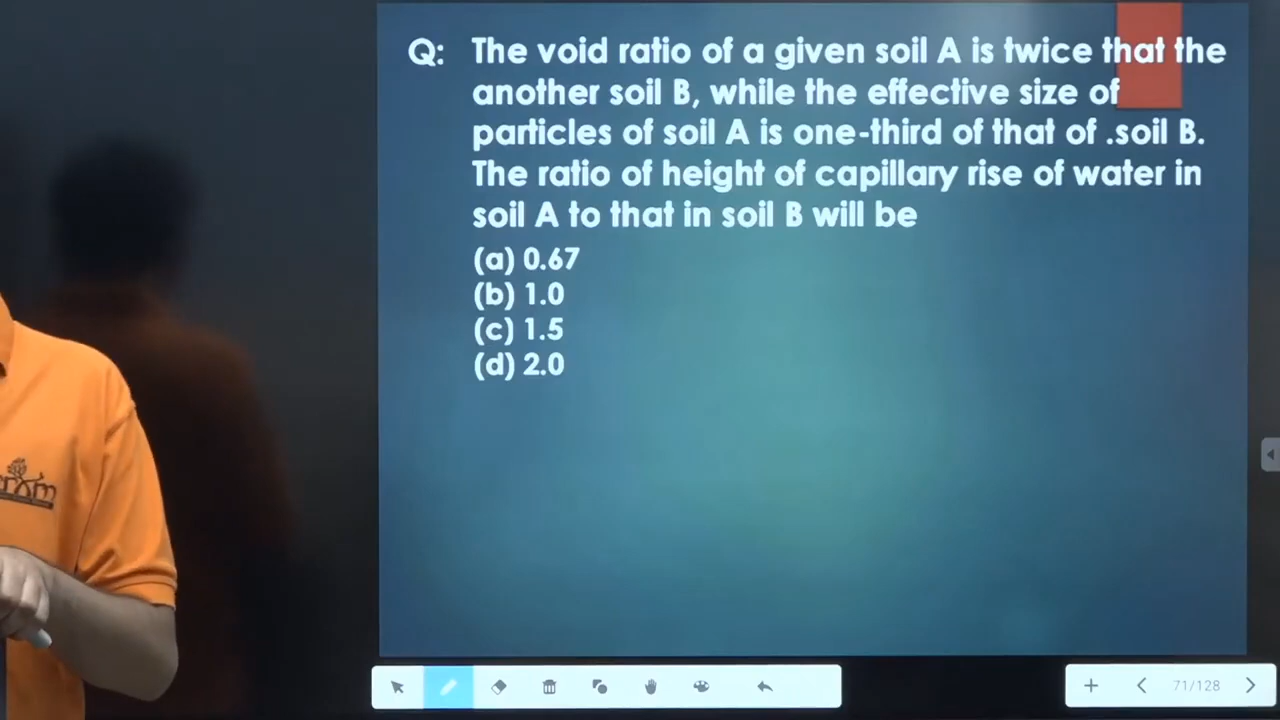 Q: The void ratio of a given soil A is twice that the
another soil B, while the effective size of
particles of soil A is one-third of that of .soil B.
The ratio of height of capillary rise of water in
soil A to that in soil B will be
(a) 0.67
(b) 1.0
(c) 1.5
(d) 2.0
71/128